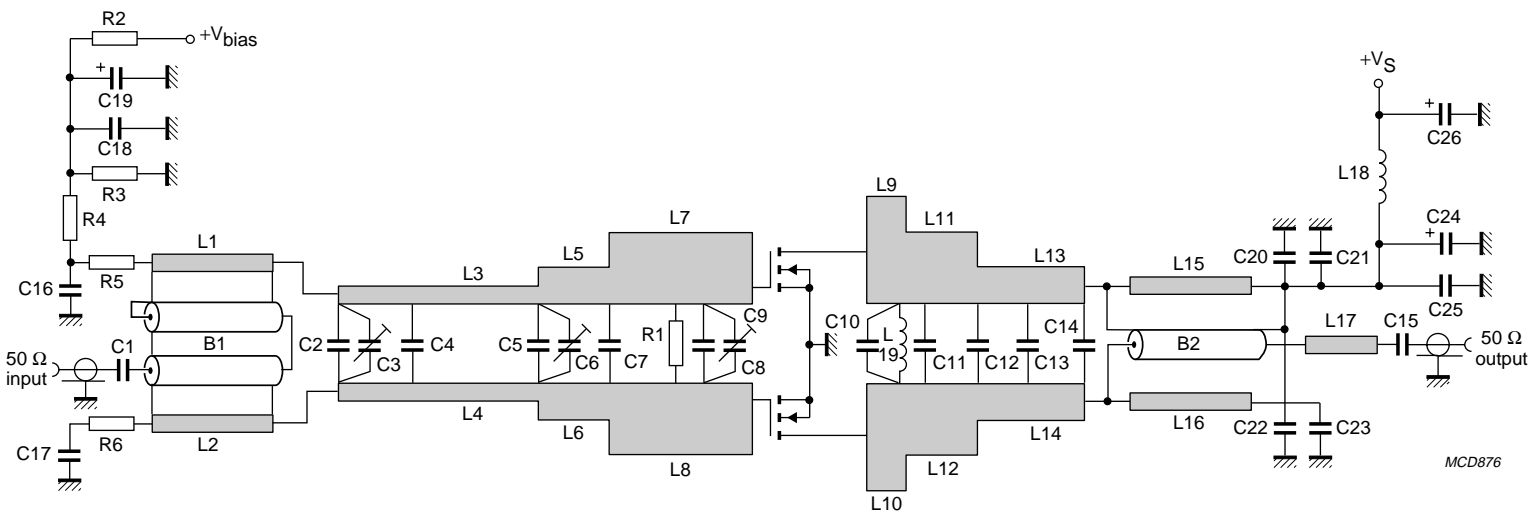 R2
+Vbias
+
C19
C18
R3
R4
C16
R5
L1
C1
50 Ω
input
B1
C17
R6
L2
C2
C3
C4
L3
L4
L5
C5
C6
C7
L6
L7
R1
C9
C8
L8
C10
L9
L
19
C11
C12
C13
C14
L11
L13
L12
L14
L10
L15
C20
C21
B2
L16
C22
C23
L17
C15
50 Ω
output
+VS
+
C26
L18
C24
+
C25
MCD876